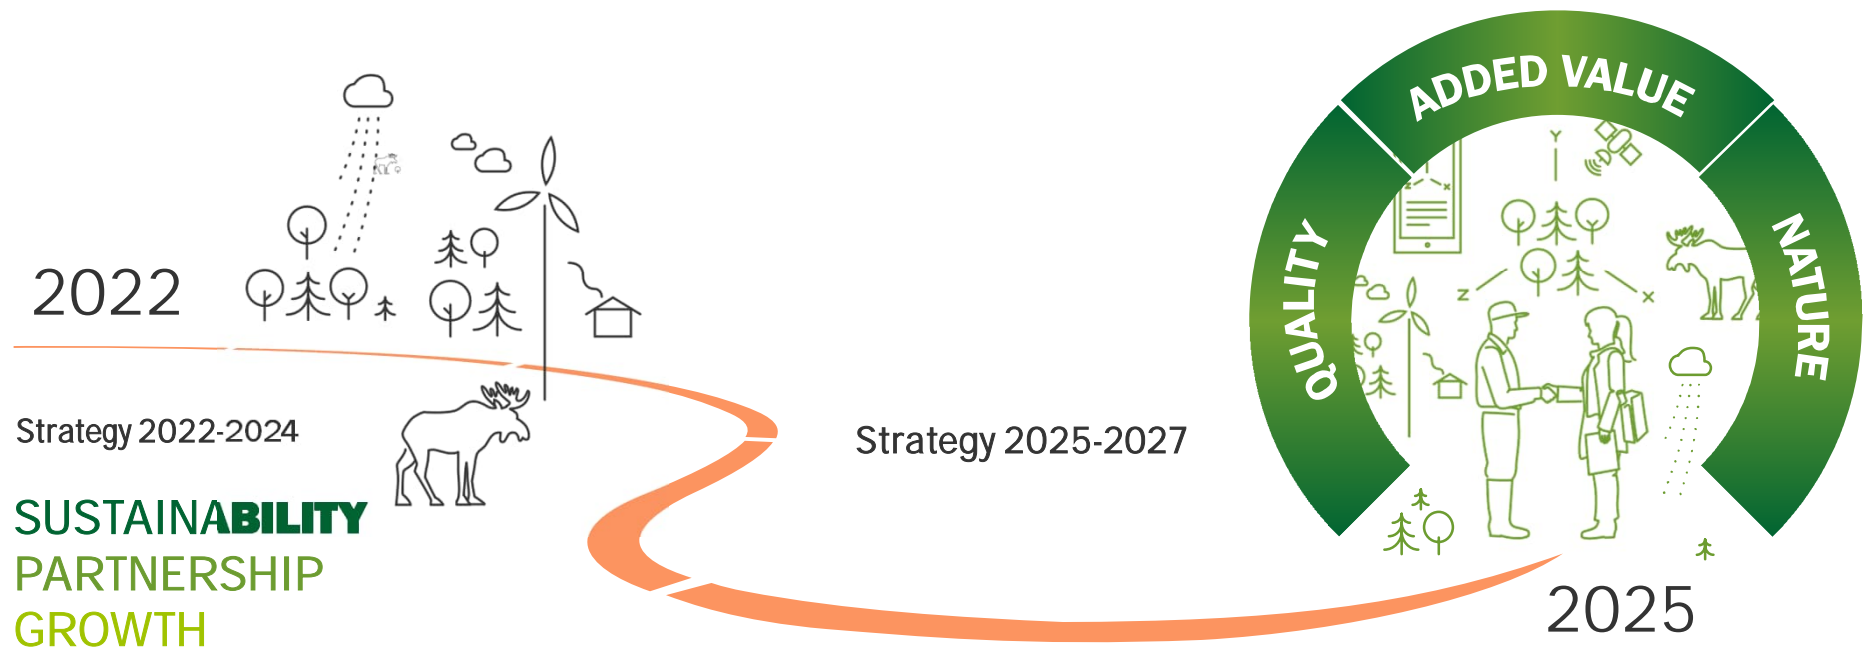 2022
Strategy 2022-2024
SUSTAINABILITY
PARTNERSHIP
GROWTH
Strategy 2025-2027
QUALITY
ADDED VALUE
NATURE
Y
Z
X
x
2025